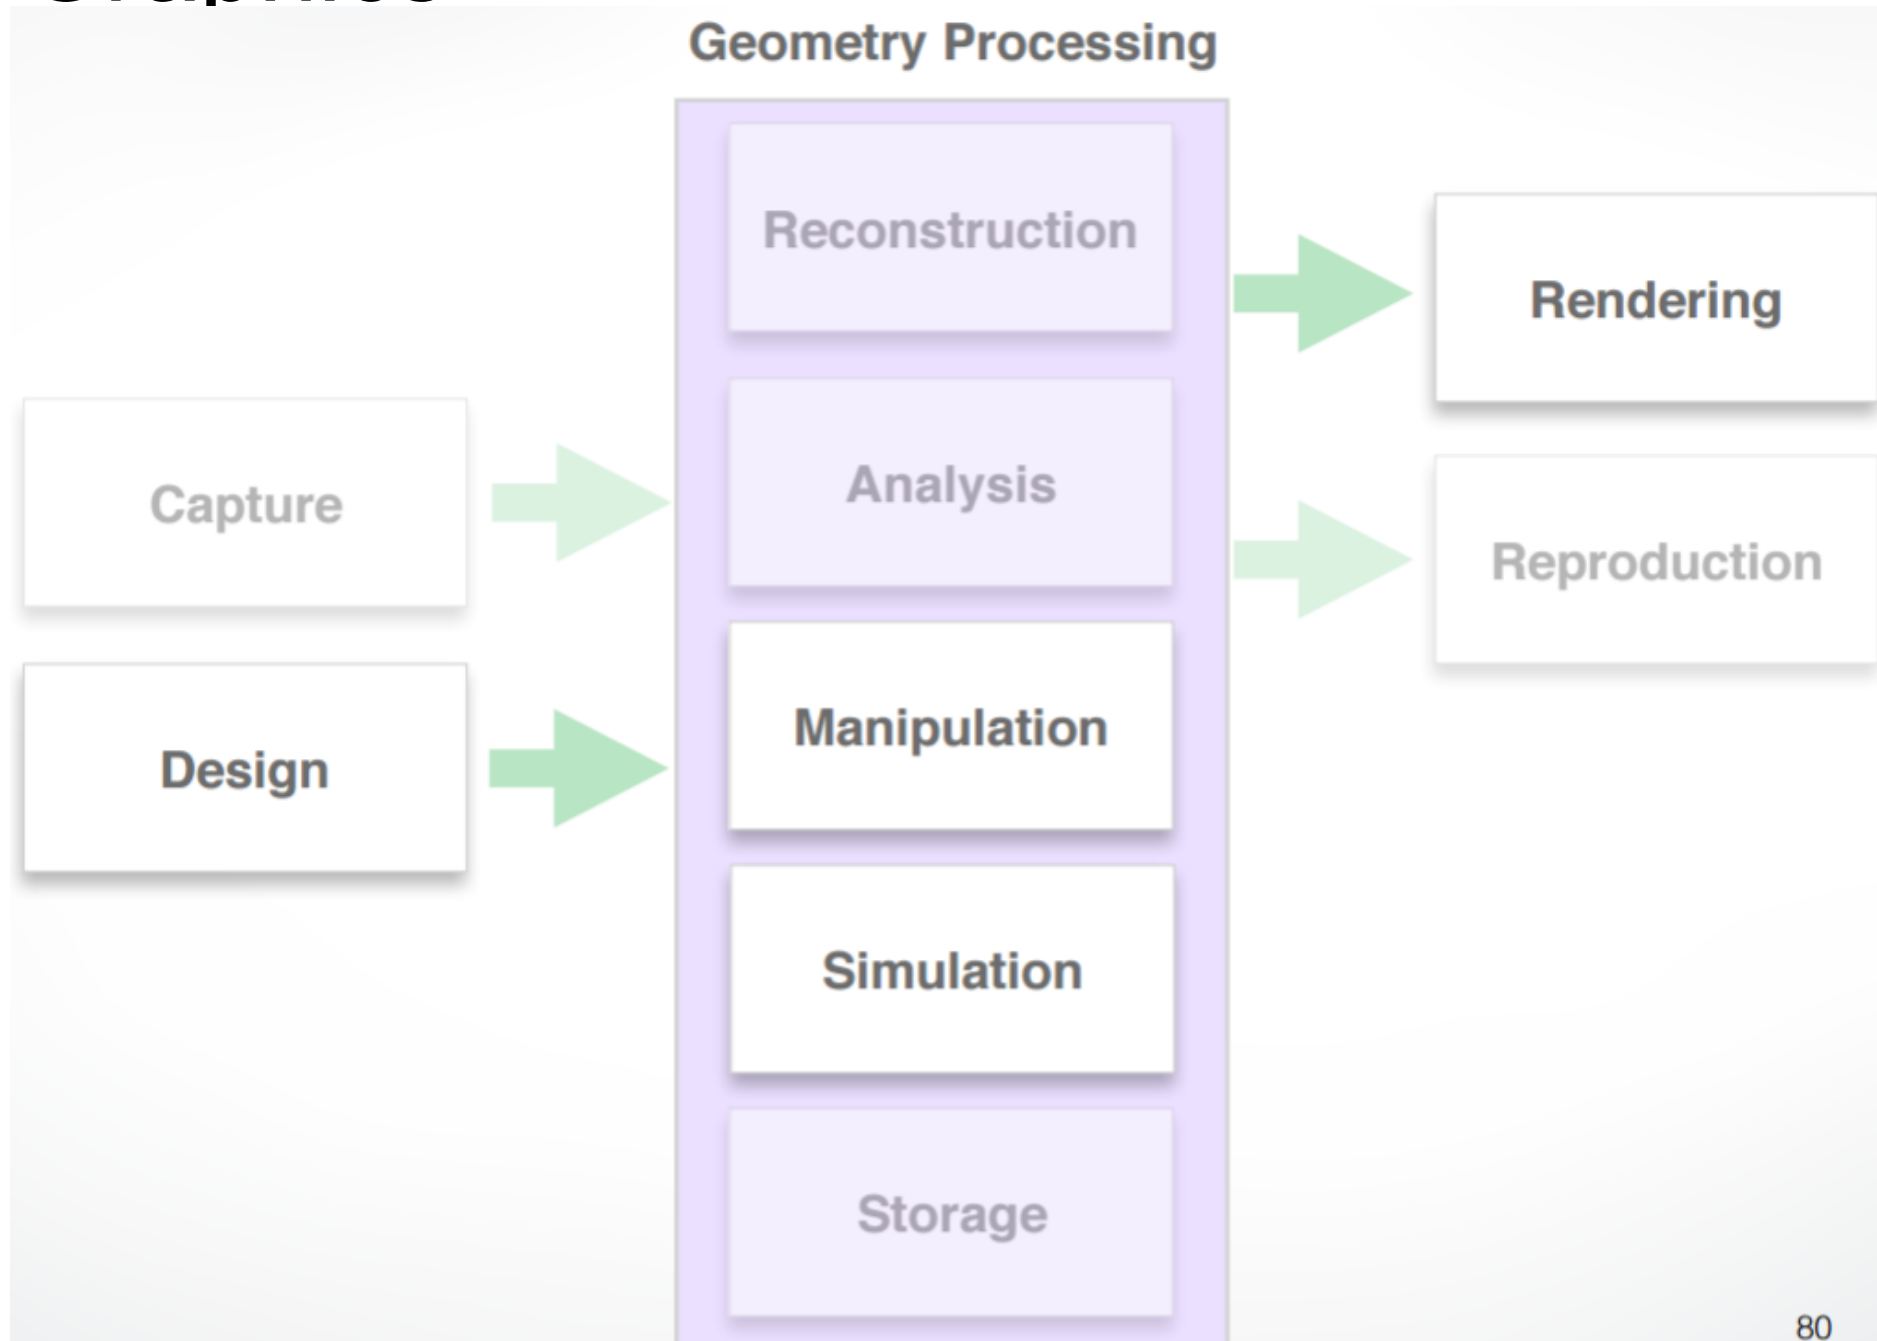 Geometry Processing
Reconstruction
Rendering
Capture
Analysis
Reproduction
Design
Manipulation
Simulation
Storage
80